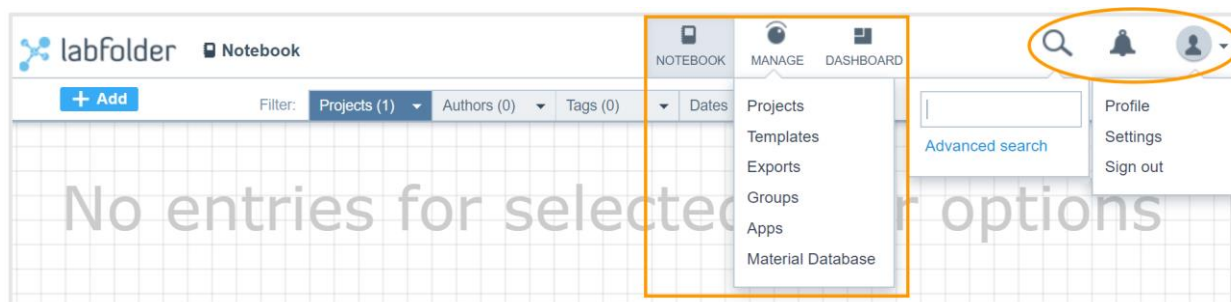 labfolder Notebook
NOTEBOOK MANAGE DASHBOARD
+ Add
Filter: Projects (1) Authors (0) Tags (0) Dates
Projects
Templates
Exports
Groups
Apps
Material Database
Advanced search
Profile
Settings
Sign out
No entries for selected options